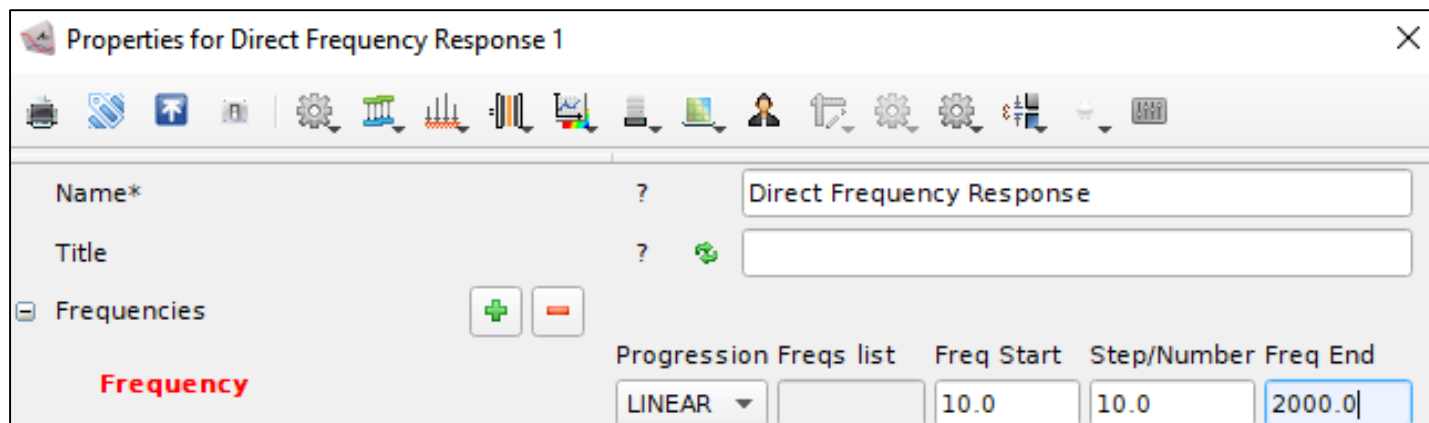 Properties for Direct Frequency Response 1
Name* ? Direct Frequency Response
Title ?
Frequencies
Progression Freqs list Freq Start Step/Number Freq End
Frequency
LINEAR 10.0 10.0 2000.0